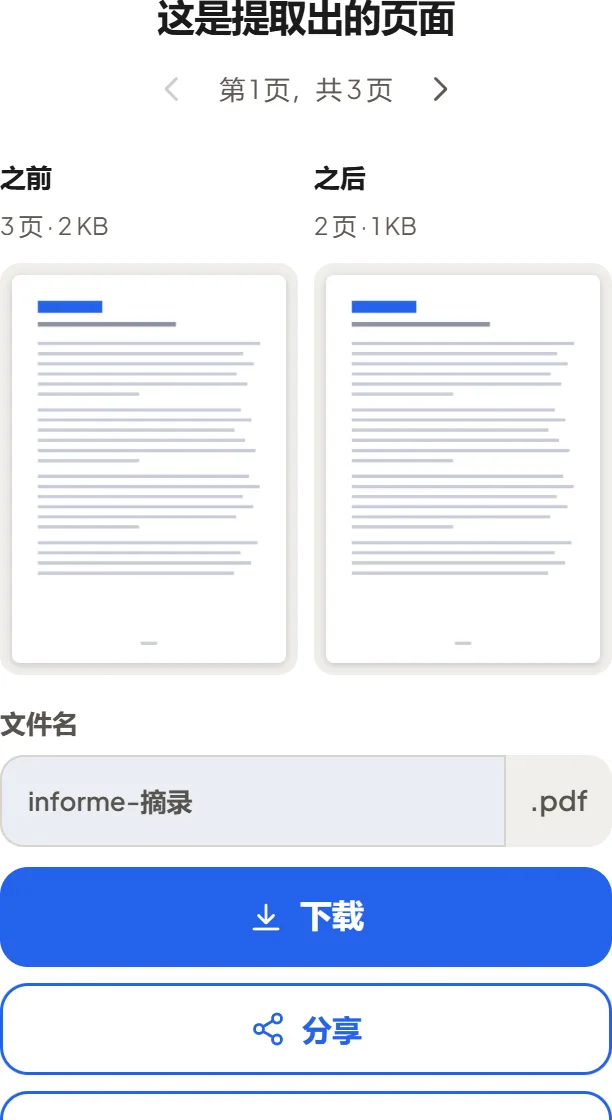 这是提取出的页面
第1页，共3页
之前
之后
3页·2KB
2页·1KB
文件名
informe-摘录
.pdf
下载
分享